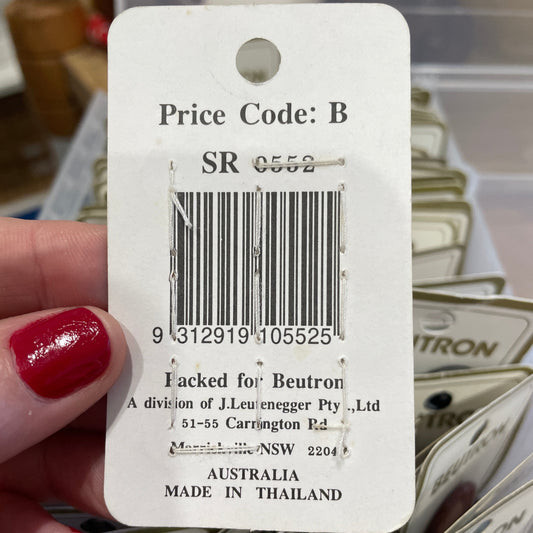 Price Code: B
SR 0552
9 312919 105525
Packed for Beutron
A division of J.Leutenegger Pty.,Ltd
51-55 Carrington Rd
Marrickville NSW 2204
AUSTRALIA
MADE IN THAILAND
BEUTRON
BEUTRON